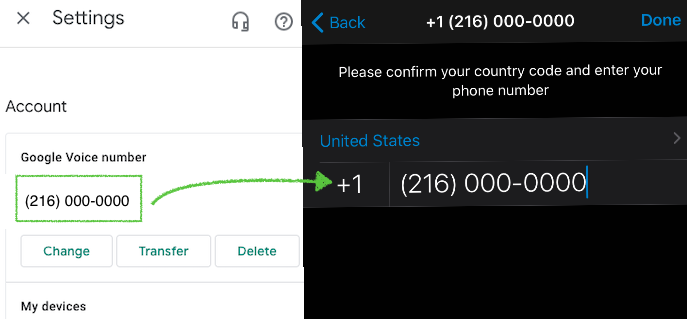 Settings
Account
Google Voice number
(216) 000-0000
Change Transfer Delete
My devices
Back +1 (216) 000-0000 Done
Please confirm your country code and enter your
phone number
United States
+1 (216) 000-0000